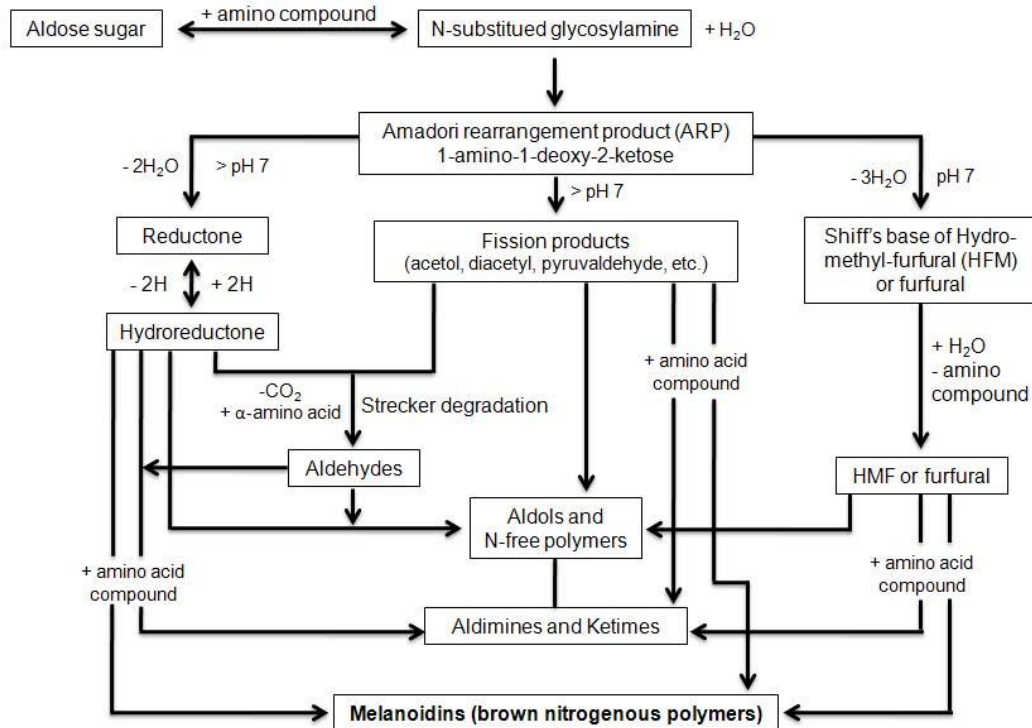 + amino compound
Aldose sugar
N-substitued glycosylamine
+ H₂O
Amadori rearrangement product (ARP)
1-amino-1-deoxy-2-ketose
- 2H₂O
> pH 7
> pH 7
- 3H₂O
pH 7
Reductone
Fission products
(acetol, diacetyl, pyruvaldehyde, etc.)
Shiff's base of Hydro-
methyl-furfural (HFM)
or furfural
- 2H
+ 2H
Hydroreductone
+ amino acid
compound
+ H₂O
- amino
compound
-CO₂
+ α-amino acid
Strecker degradation
Aldehydes
HMF or furfural
Aldols and
N-free polymers
+ amino acid
compound
+ amino acid
compound
Aldimines and Ketimes
Melanoidins (brown nitrogenous polymers)